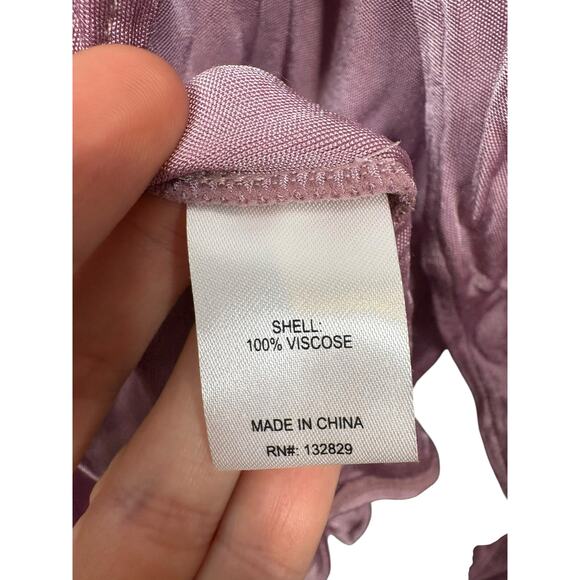 SHELL:
100% VISCOSE
MADE IN CHINA
RN#: 132829